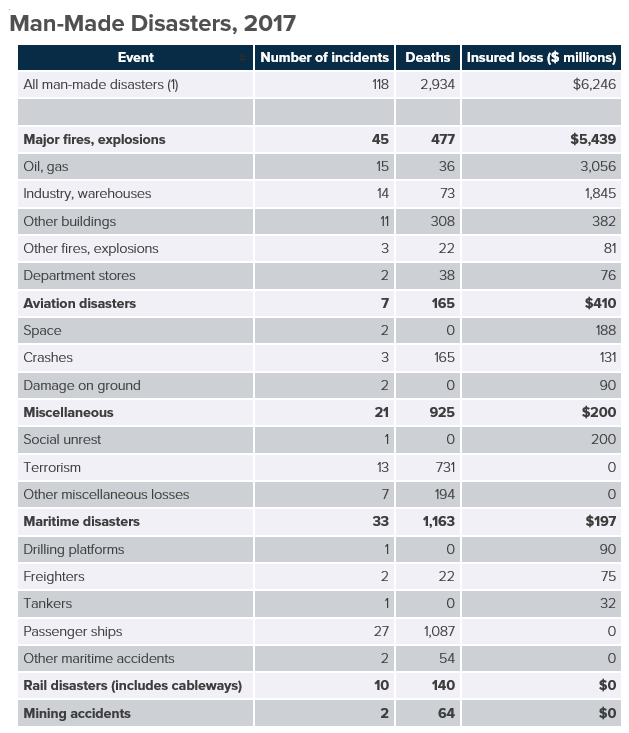 Man-Made Disasters, 2017
Event Number of incidents Deaths Insured loss ($ millions)
All man-made disasters (1) 118 2,934 $6,246
Major fires, explosions 45 477 $5,439
Oil, gas 15 36 3,056
Industry, warehouses 14 73 1,845
Other buildings 11 308 382
Other fires, explosions 3 22 81
Department stores 2 38 76
Aviation disasters 7 165 $410
Space 2 0 188
Crashes 3 165 131
Damage on ground 2 0 90
Miscellaneous 21 925 $200
Social unrest 1 0 200
Terrorism 13 731 0
Other miscellaneous losses 7 194 0
Maritime disasters 33 1,163 $197
Drilling platforms 1 0 90
Freighters 2 22 75
Tankers 1 0 32
Passenger ships 27 1,087 0
Other maritime accidents 2 54 0
Rail disasters (includes cableways) 10 140 $0
Mining accidents 2 64 $0